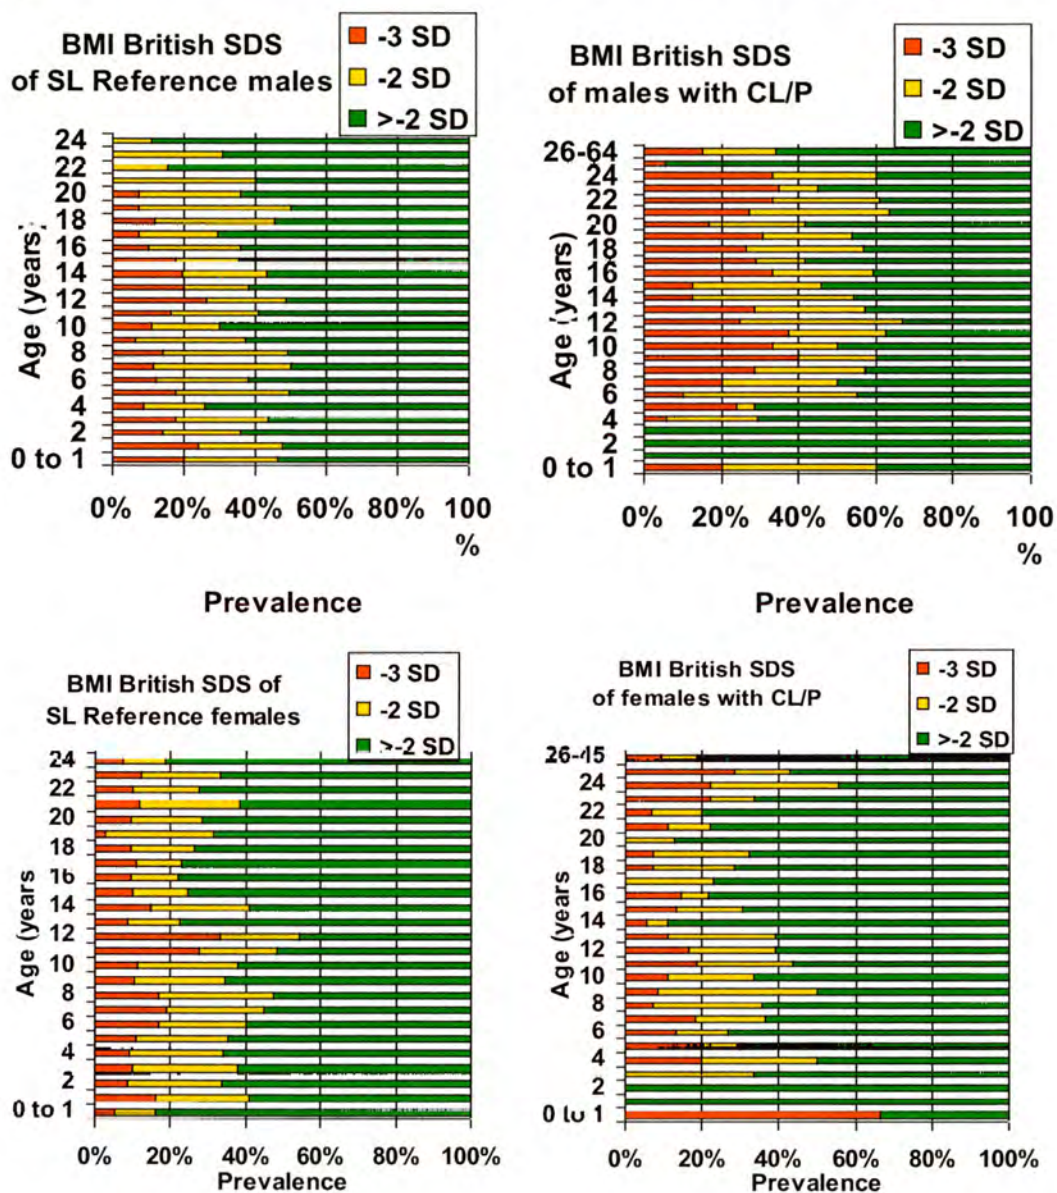 BMI British SDS
of SL Reference males
-3 SD
-2 SD
>-2 SD
24
22
20
18
16
14
12
10
8
6
4
2
0 to 1
Age (years)
0% 20% 40% 60% 80% 100
%
Prevalence
BMI British SDS
of males with CL/P
-3 SD
-2 SD
>-2 SD
26-64
24
22
20
18
16
14
12
10
8
6
4
2
0 to 1
Age (years)
0% 20% 40% 60% 80% 100
%
Prevalence
BMI British SDS of
SL Reference females
-3 SD
-2 SD
>-2 SD
24
22
20
18
16
14
12
10
8
6
4
2
0 to 1
Age (years)
0% 20% 40% 60% 80% 100%
Prevalence
BMI British SDS
of females with CL/P
-3 SD
-2 SD
>-2 SD
26-45
24
22
20
18
16
14
12
10
8
6
4
2
0 to 1
Age (years)
0% 20% 40% 60% 80% 100%
Prevalence